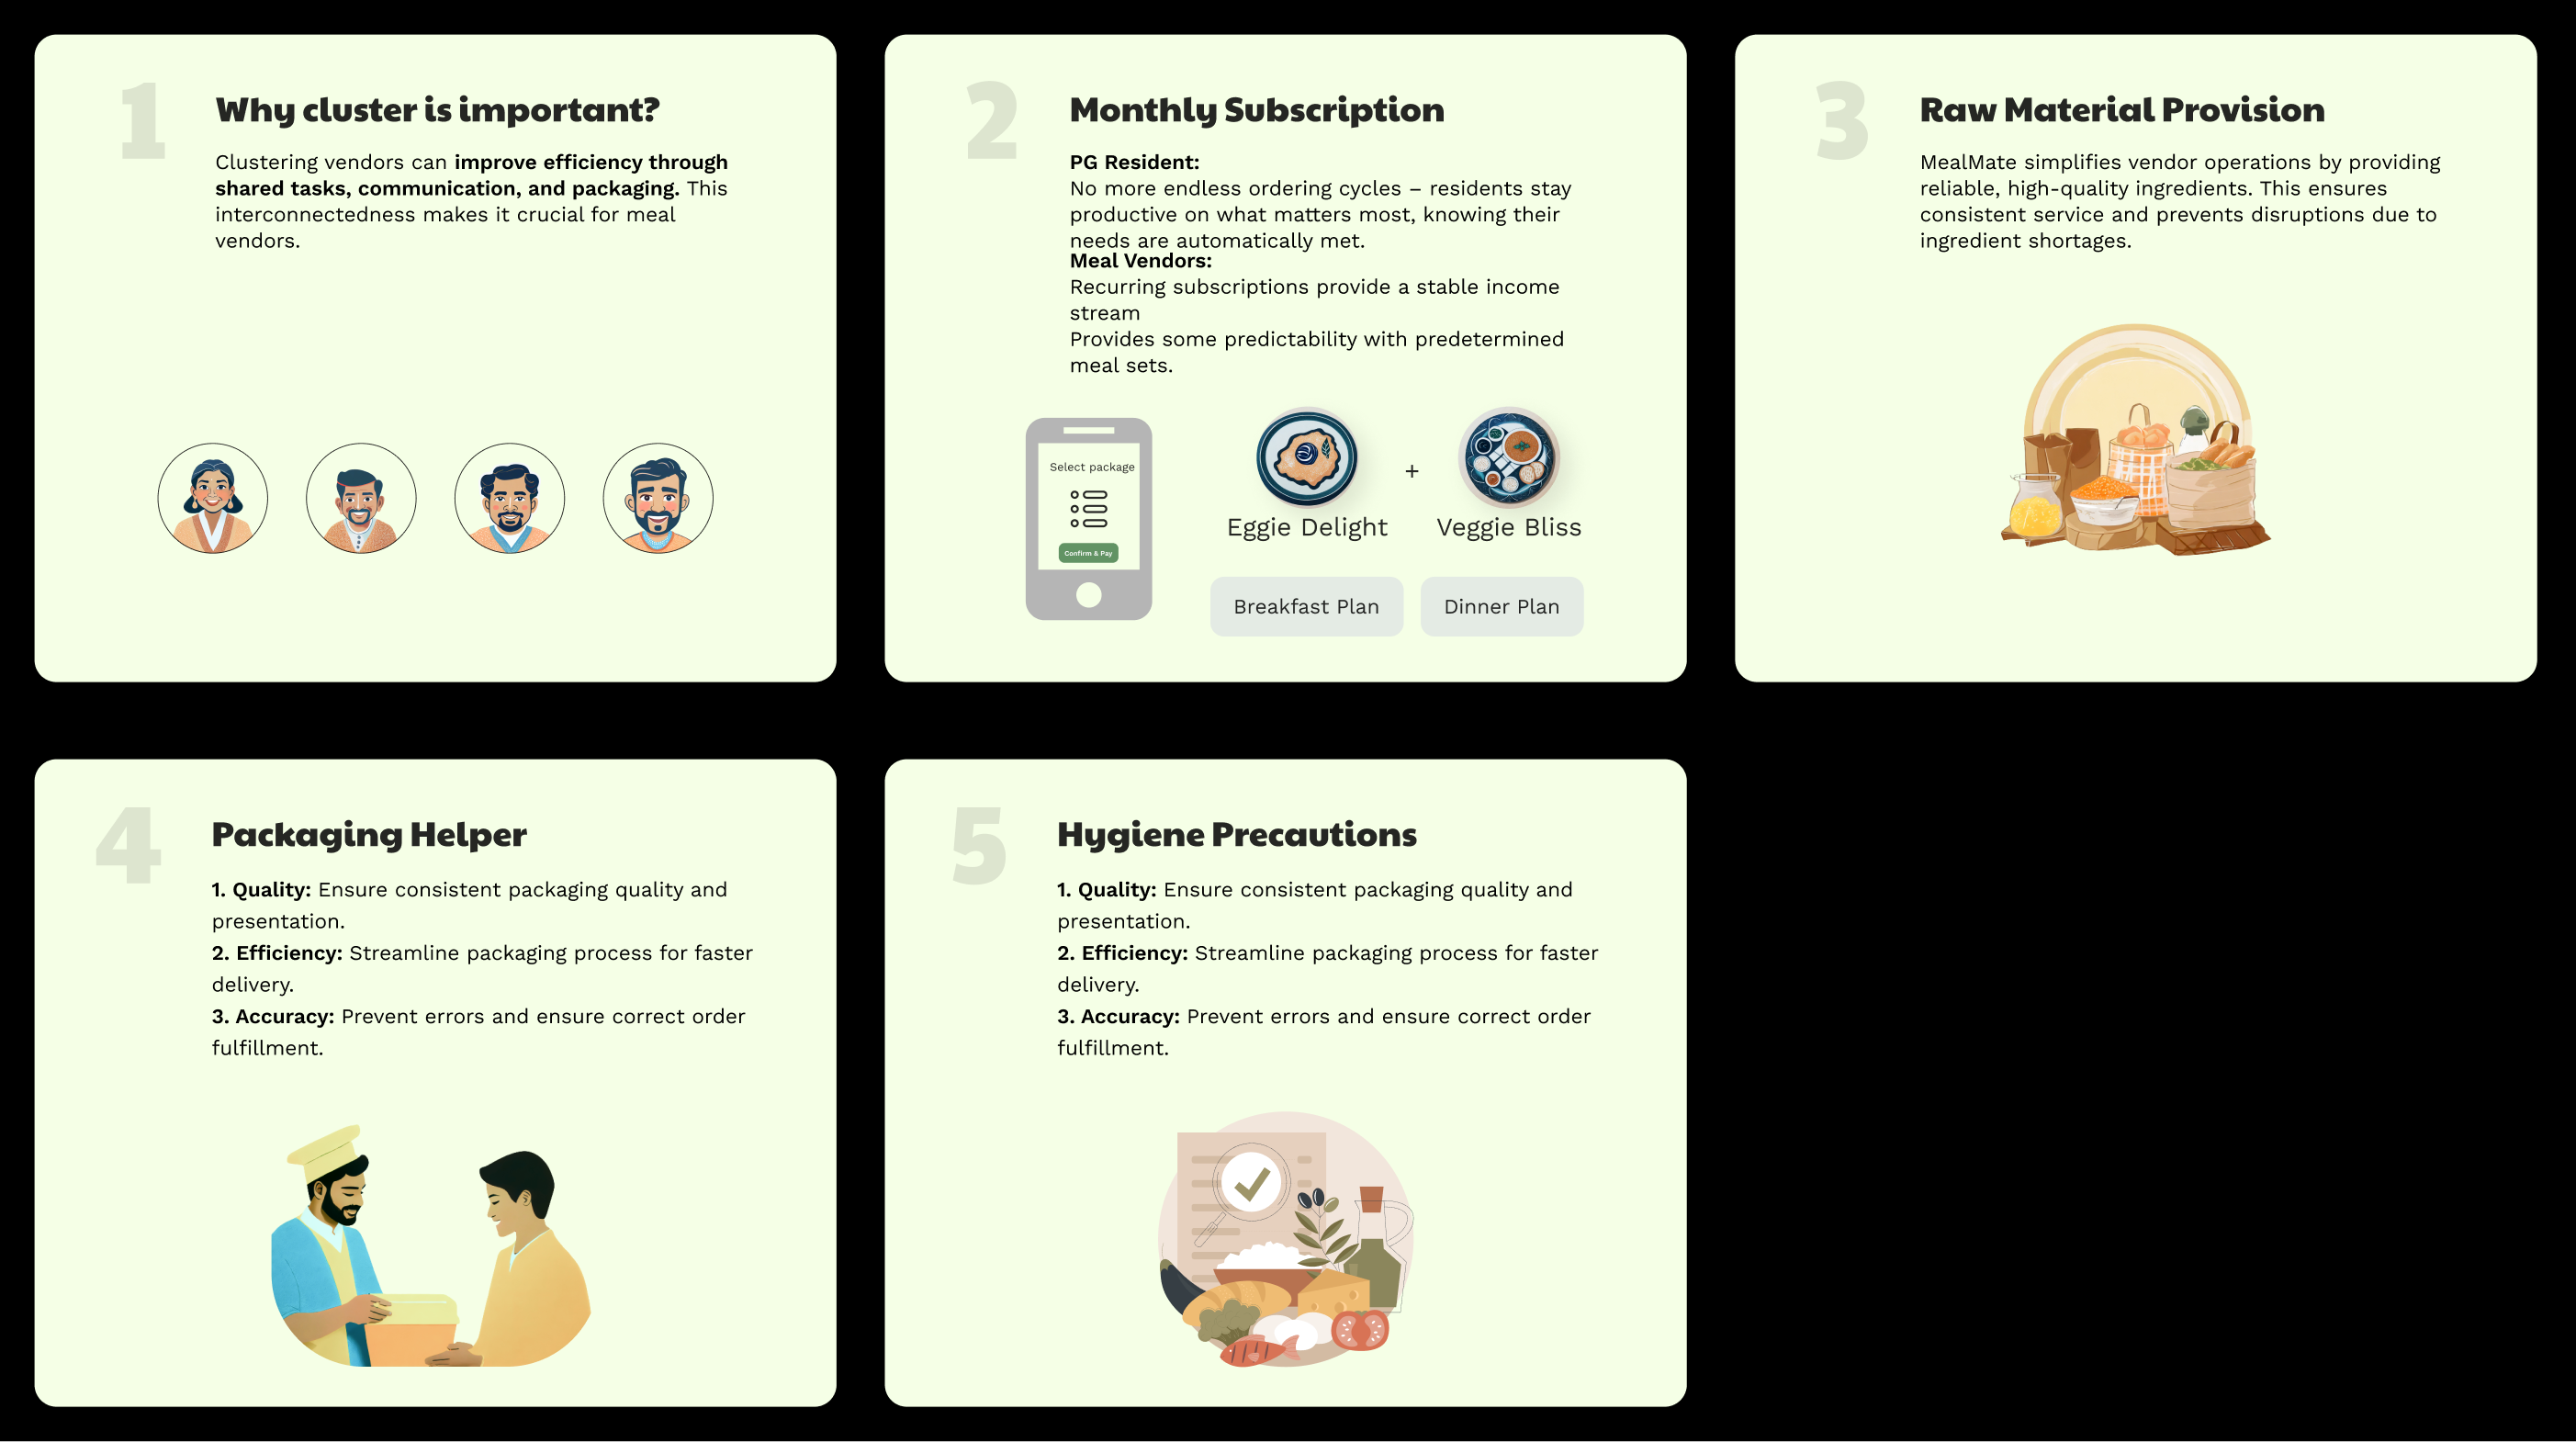 1
Why cluster is important?
Clustering vendors can improve efficiency through
shared tasks, communication, and packaging. This
interconnectedness makes it crucial for meal
vendors.
2
Monthly Subscription
PG Resident:
No more endless ordering cycles – residents stay
productive on what matters most, knowing their
needs are automatically met.
Meal Vendors:
Recurring subscriptions provide a stable income
stream
Provides some predictability with predetermined
meal sets.
Select package
Confirm & Pay
+
Eggie Delight
Veggie Bliss
Breakfast Plan
Dinner Plan
3
Raw Material Provision
MealMate simplifies vendor operations by providing
reliable, high-quality ingredients. This ensures
consistent service and prevents disruptions due to
ingredient shortages.
4
Packaging Helper
1. Quality: Ensure consistent packaging quality and
presentation.
2. Efficiency: Streamline packaging process for faster
delivery.
3. Accuracy: Prevent errors and ensure correct order
fulfillment.
5
Hygiene Precautions
1. Quality: Ensure consistent packaging quality and
presentation.
2. Efficiency: Streamline packaging process for faster
delivery.
3. Accuracy: Prevent errors and ensure correct order
fulfillment.